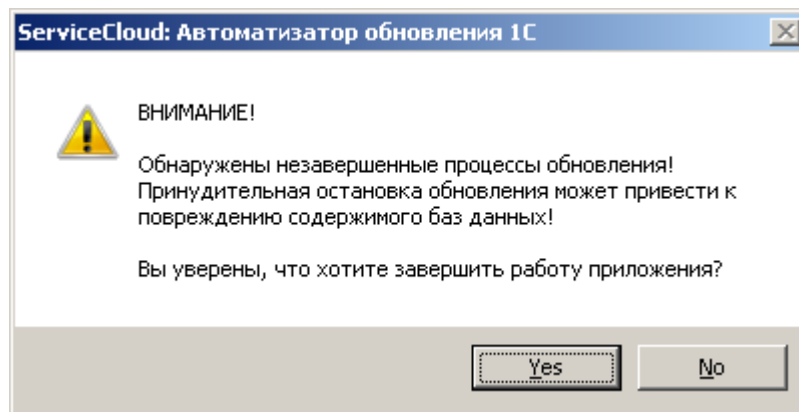 ServiceCloud: Автоматизатор обновления 1С
ВНИМАНИЕ!
Обнаружены незавершенные процессы обновления!
Принудительная остановка обновления может привести к
повреждению содержимого баз данных!
Вы уверены, что хотите завершить работу приложения?
Yes
No